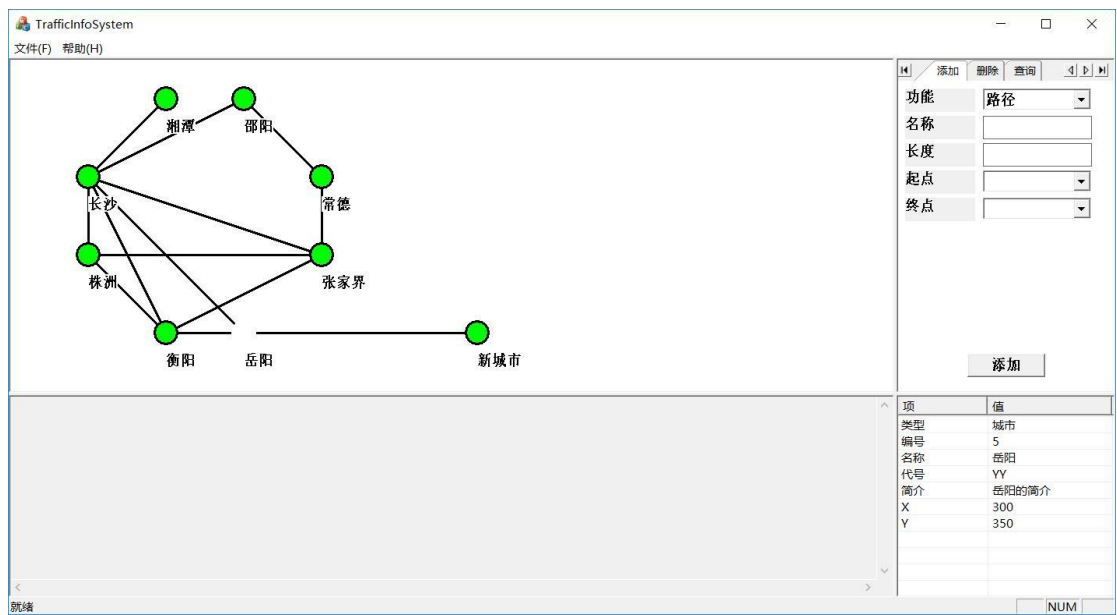 TrafficInfoSystem
文件(F) 帮助(H)
添加 删除 查询
功能 路径
名称
长度
起点
终点
添加
湘潭 邵阳
长沙 常德
株洲 张家界
衡阳 岳阳 新城市
项 值
类型 城市
编号 5
名称 岳阳
代号 YY
简介 岳阳的简介
X 300
Y 350
就绪 NUM